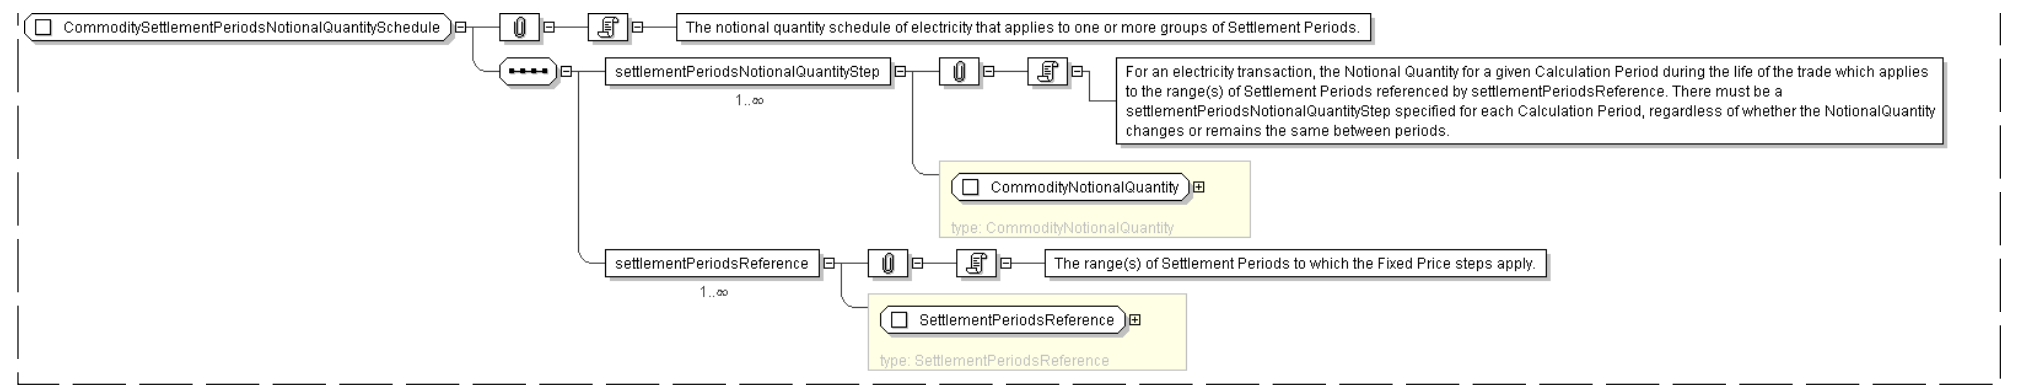 CommoditySettlementPeriodsNotionalQuantitySchedule
The notional quantity schedule of electricity that applies to one or more groups of Settlement Periods.
settlementPeriodsNotionalQuantityStep
1..∞
For an electricity transaction, the Notional Quantity for a given Calculation Period during the life of the trade which applies
to the range(s) of Settlement Periods referenced by settlementPeriodsReference. There must be a
settlementPeriodsNotionalQuantityStep specified for each Calculation Period, regardless of whether the NotionalQuantity
changes or remains the same between periods.
CommodityNotionalQuantity
type: CommodityNotionalQuantity
settlementPeriodsReference
1..∞
The range(s) of Settlement Periods to which the Fixed Price steps apply.
SettlementPeriodsReference
type: SettlementPeriodsReference